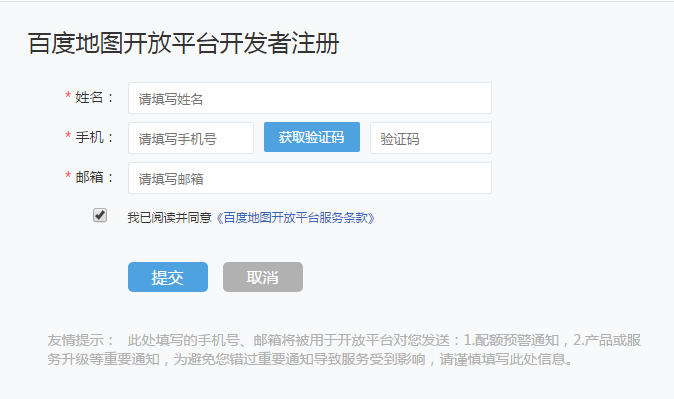 百度地图开放平台开发者注册
* 姓名： 请填写姓名
* 手机： 请填写手机号 获取验证码 验证码
* 邮箱： 请填写邮箱
我已阅读并同意《百度地图开放平台服务条款》
提交 取消
友情提示： 此处填写的手机号、邮箱将被用于开放平台对您发送：1.配额预警通知，2.产品或服
务升级等重要通知，为避免您错过重要通知导致服务受到影响，请谨慎填写此处信息。